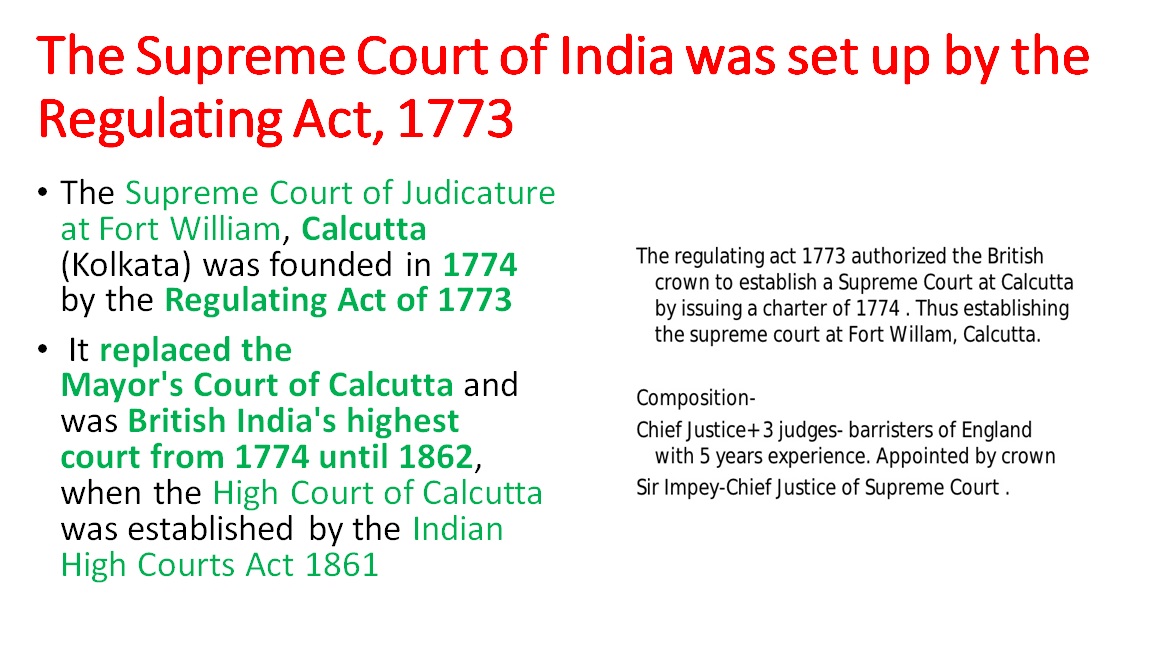 The Supreme Court of India was set up by the
Regulating Act, 1773
• The Supreme Court of Judicature
at Fort William, Calcutta
(Kolkata) was founded in 1774
by the Regulating Act of 1773
• It replaced the
Mayor's Court of Calcutta and
was British India's highest
court from 1774 until 1862,
when the High Court of Calcutta
was established by the Indian
High Courts Act 1861
The regulating act 1773 authorized the British
crown to establish a Supreme Court at Calcutta
by issuing a charter of 1774 . Thus establishing
the supreme court at Fort Willam, Calcutta.
Composition-
Chief Justice+3 judges- barristers of England
with 5 years experience. Appointed by crown
Sir Impey-Chief Justice of Supreme Court .